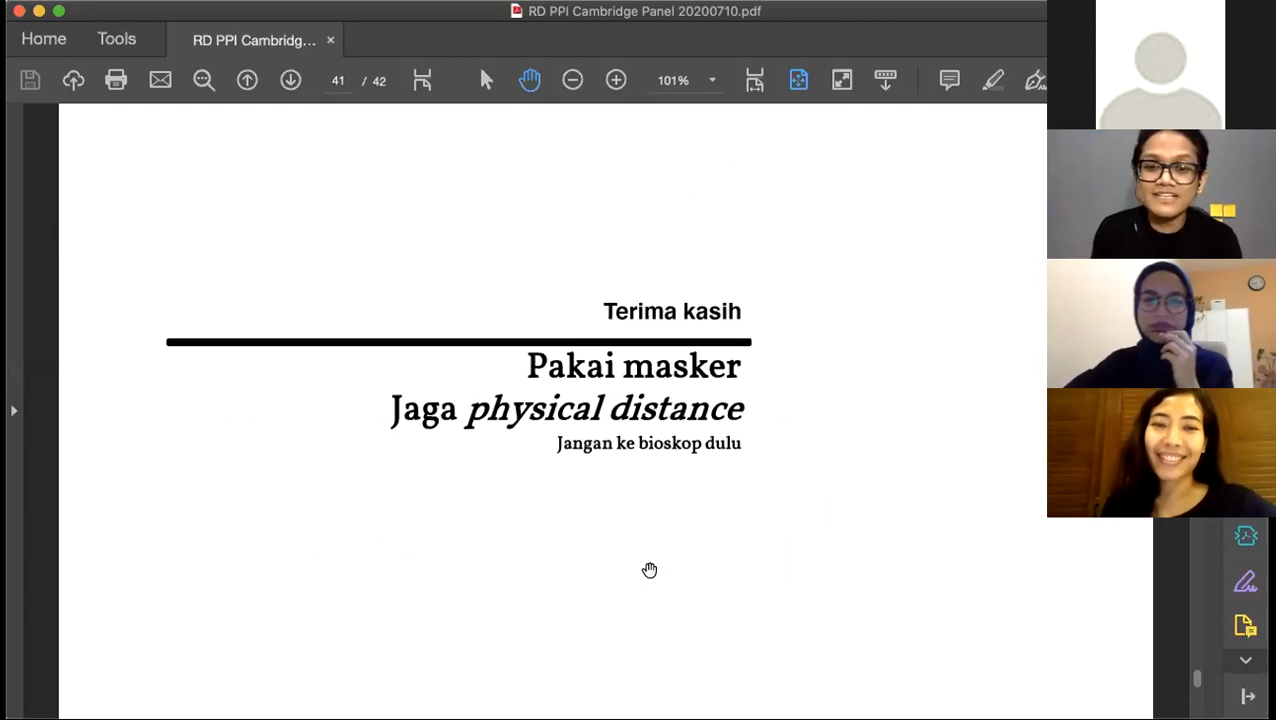 RD PPI Cambridge Panel 20200710.pdf
Home
Tools
RD PPI Cambridg...
41 / 42
101%
Terima kasih
Pakai masker
Jaga physical distance
Jangan ke bioskop dulu